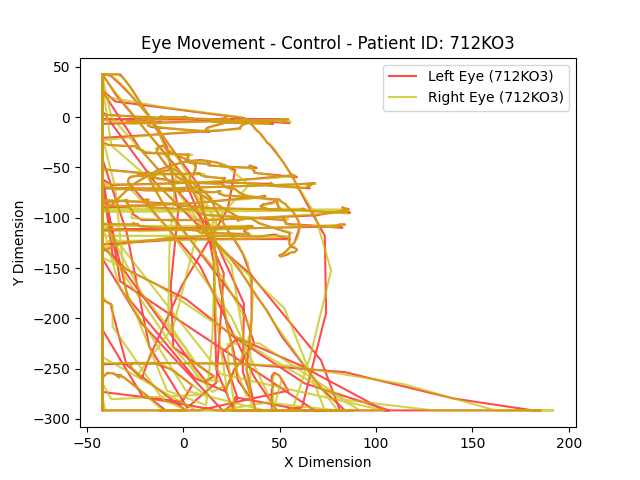 Eye Movement - Control - Patient ID: 712KO3
Left Eye (712KO3)
Right Eye (712KO3)
50
0
−50
−100
−150
−200
−250
−300
Y Dimension
−50
0
50
100
150
200
X Dimension